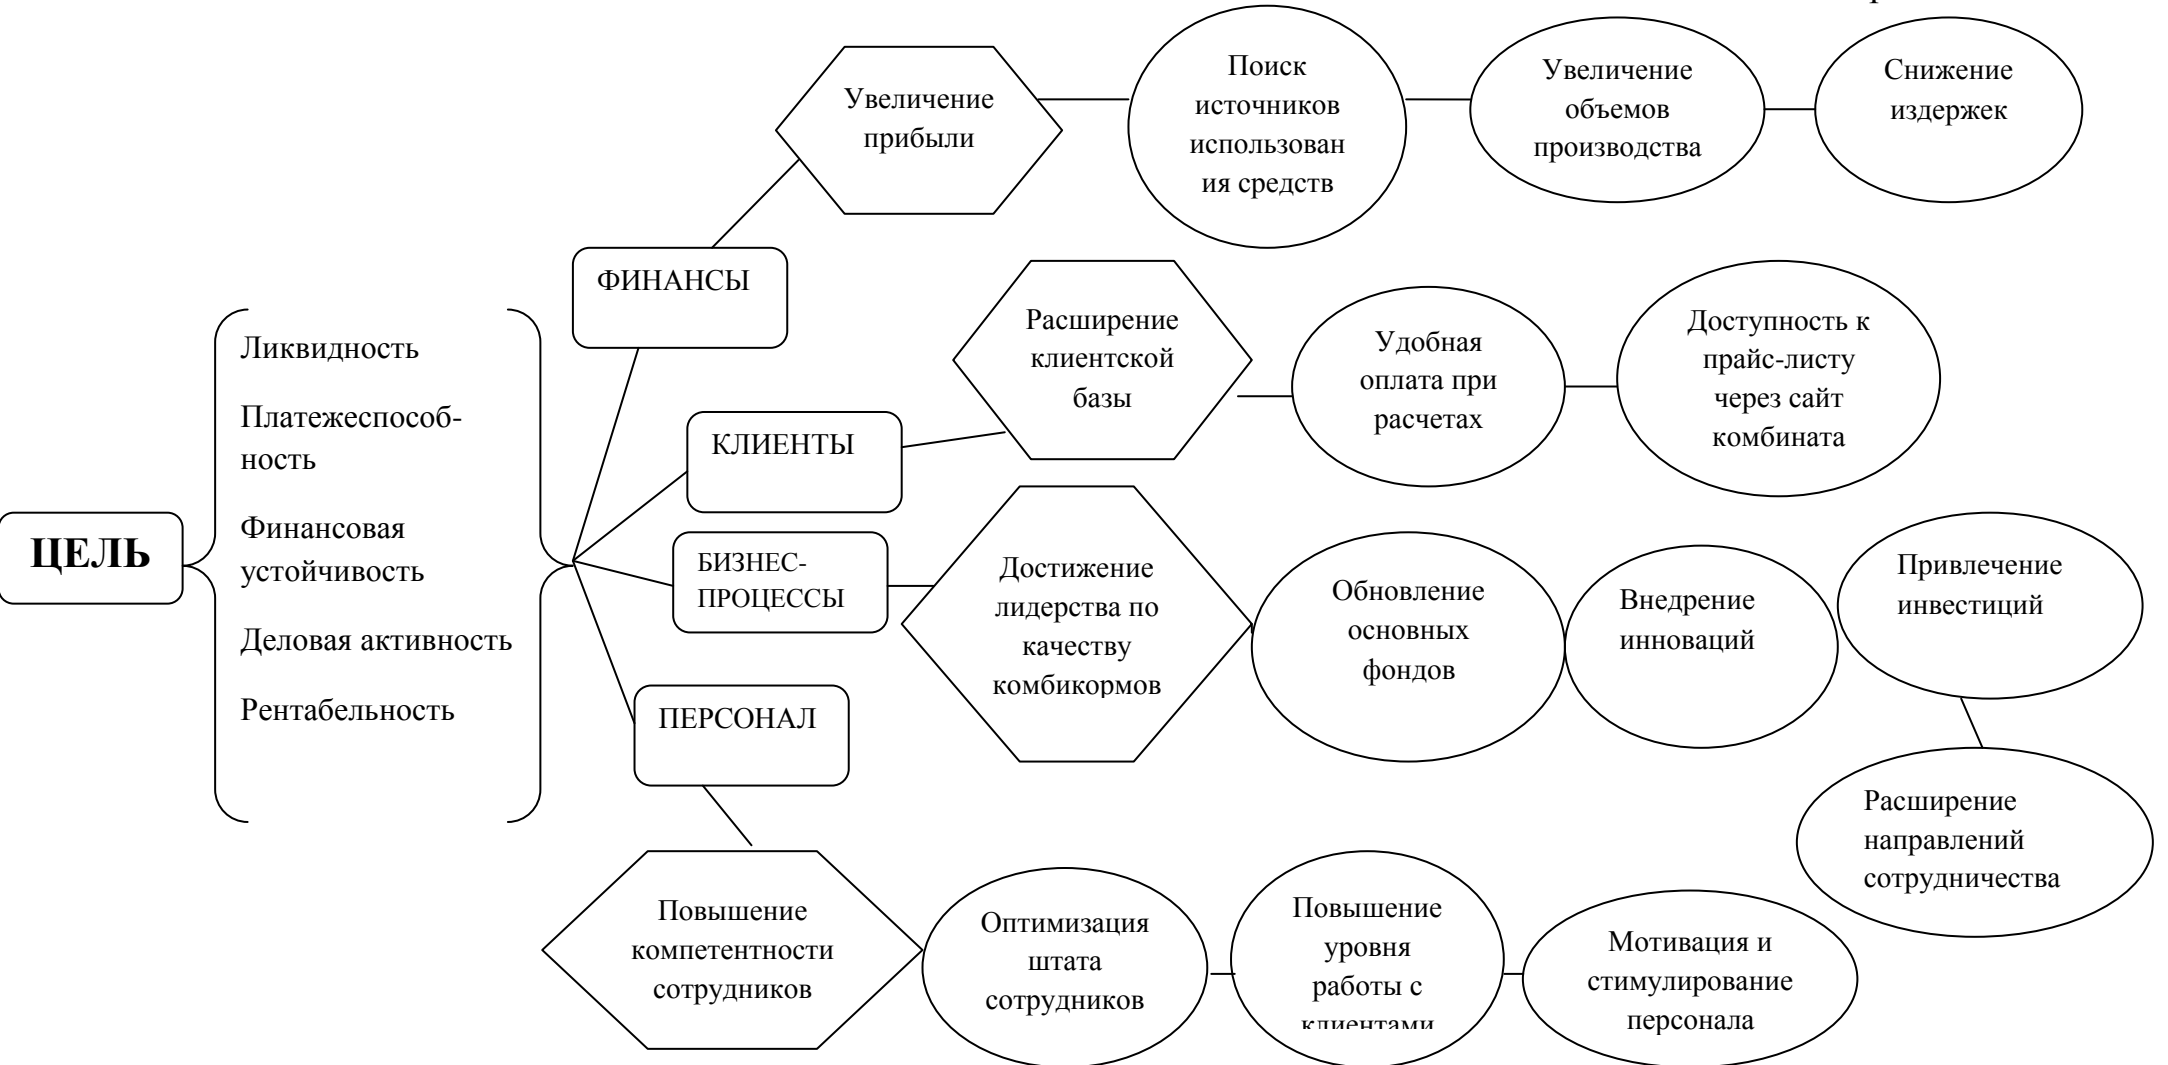 Увеличение
прибыли
Поиск
источников
использован
ия средств
Увеличение
объемов
производства
Снижение
издержек
ФИНАНСЫ
Расширение
клиентской
базы
Удобная
оплата при
расчетах
Доступность к
прайс-листу
через сайт
комбината
КЛИЕНТЫ
ЦЕЛЬ
Ликвидность
Платежеспособ-
ность
Финансовая
устойчивость
Деловая активность
Рентабельность
БИЗНЕС-
ПРОЦЕССЫ
Достижение
лидерства по
качеству
комбикормов
Обновление
основных
фондов
Внедрение
инноваций
Привлечение
инвестиций
Расширение
направлений
сотрудничества
ПЕРСОНАЛ
Повышение
компетентности
сотрудников
Оптимизация
штата
сотрудников
Повышение
уровня
работы с
клиентами
Мотивация и
стимулирование
персонала